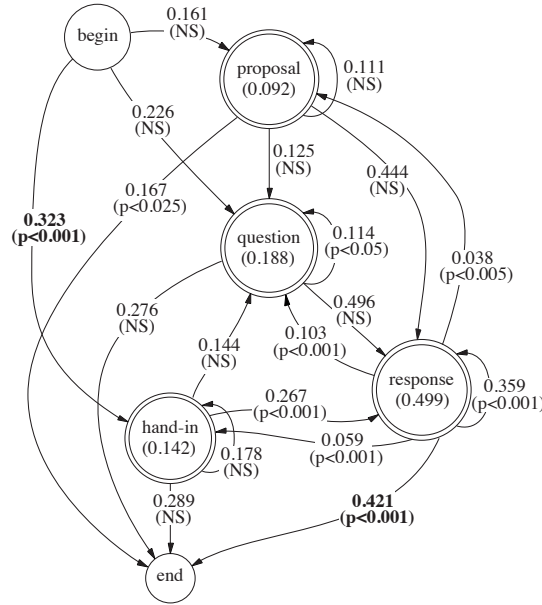 begin
0.161
(NS)
proposal
(0.092)
0.111
(NS)
0.226
(NS)
0.125
(NS)
0.444
(NS)
0.167
(p<0.025)
0.323
(p<0.001)
question
(0.188)
0.114
(p<0.05)
0.038
(p<0.005)
0.276
(NS)
0.496
(NS)
0.144
(NS)
0.103
(p<0.001)
response
(0.499)
0.359
(p<0.001)
0.267
(p<0.001)
hand-in
(0.142)
0.059
(p<0.001)
0.178
(NS)
0.289
(NS)
0.421
(p<0.001)
end